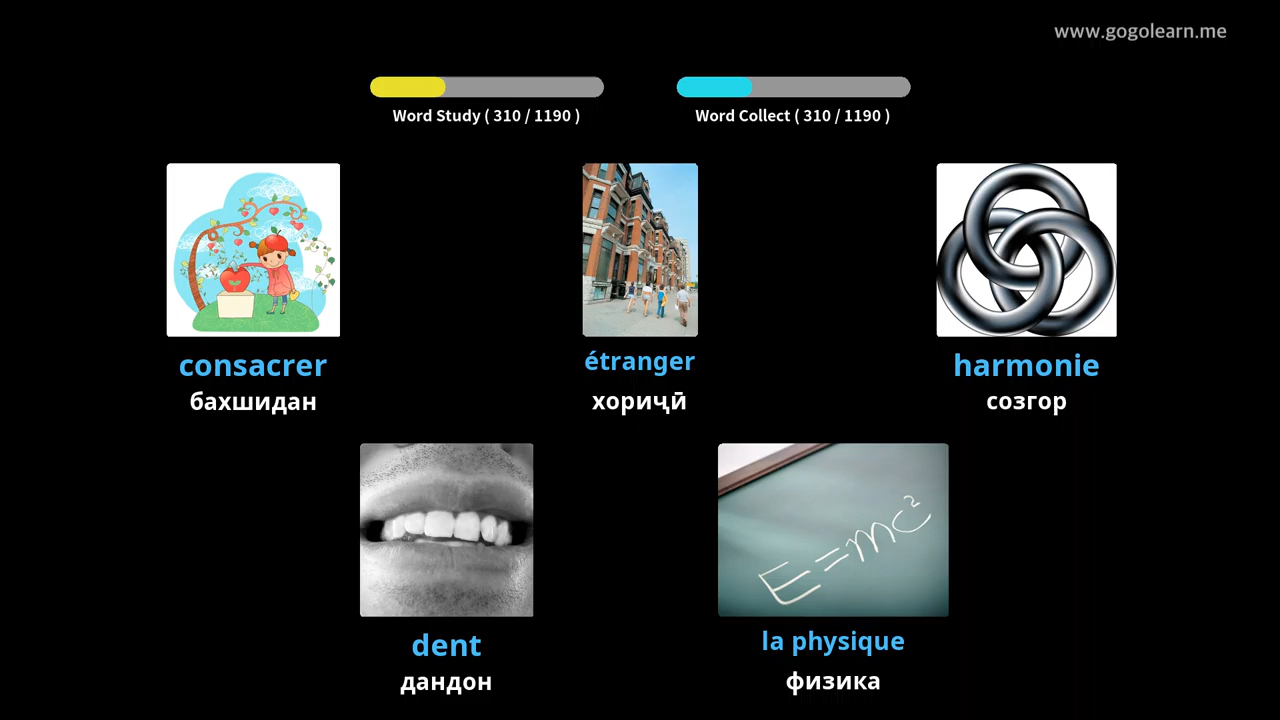 www.gogolearn.me
Word Study ( 310 / 1190 )
Word Collect ( 310 / 1190 )
consacrer
бахшидан
étranger
хориҷӣ
harmonie
созгор
E=mc²
dent
дандон
la physique
физика